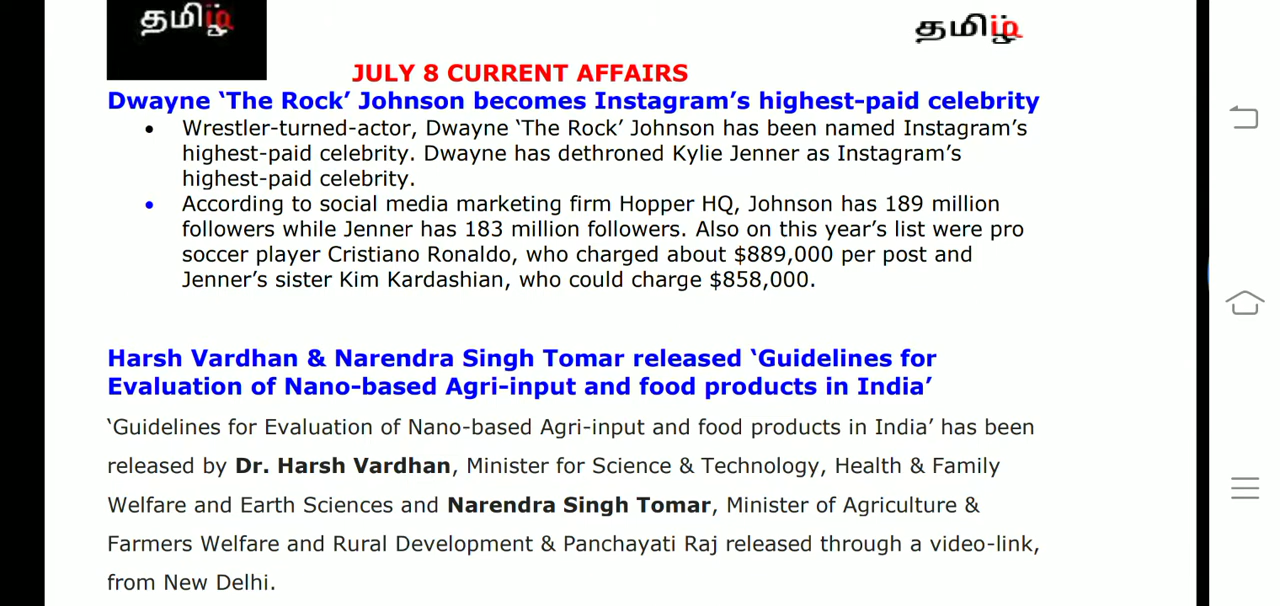 தமிழ்
தமிழ்
JULY 8 CURRENT AFFAIRS
Dwayne ‘The Rock’ Johnson becomes Instagram’s highest-paid celebrity
• Wrestler-turned-actor, Dwayne ‘The Rock’ Johnson has been named Instagram’s
highest-paid celebrity. Dwayne has dethroned Kylie Jenner as Instagram’s
highest-paid celebrity.
• According to social media marketing firm Hopper HQ, Johnson has 189 million
followers while Jenner has 183 million followers. Also on this year’s list were pro
soccer player Cristiano Ronaldo, who charged about $889,000 per post and
Jenner’s sister Kim Kardashian, who could charge $858,000.
Harsh Vardhan & Narendra Singh Tomar released ‘Guidelines for
Evaluation of Nano-based Agri-input and food products in India’
‘Guidelines for Evaluation of Nano-based Agri-input and food products in India’ has been
released by Dr. Harsh Vardhan, Minister for Science & Technology, Health & Family
Welfare and Earth Sciences and Narendra Singh Tomar, Minister of Agriculture &
Farmers Welfare and Rural Development & Panchayati Raj released through a video-link,
from New Delhi.